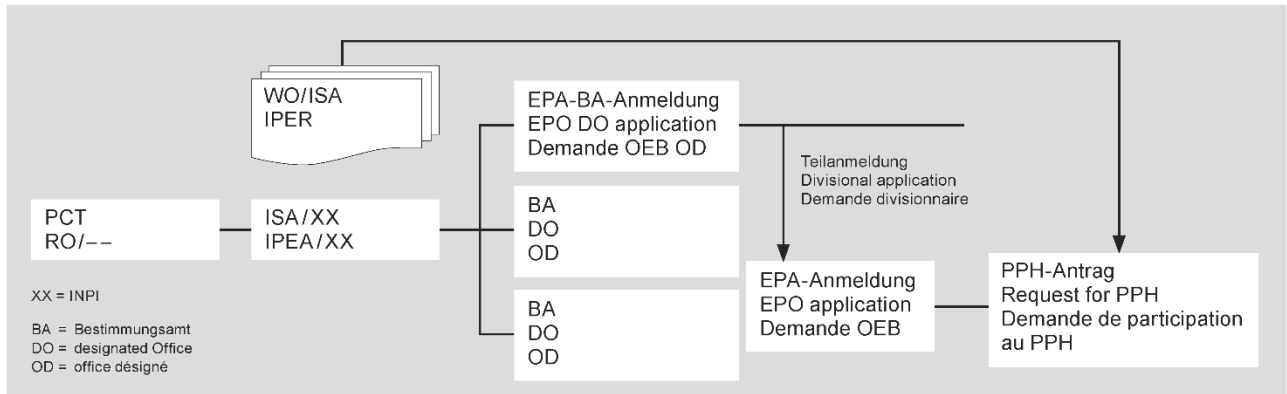 WO/ISA
IPER
EPA-BA-Anmeldung
EPO DO application
Demande OEB OD
Teilanmeldung
Divisional application
Demande divisionnaire
PCT
RO/––
ISA/XX
IPEA/XX
BA
DO
OD
EPA-Anmeldung
EPO application
Demande OEB
PPH-Antrag
Request for PPH
Demande de participation
au PPH
BA
DO
OD
XX = INPI
BA = Bestimmungsamt
DO = designated Office
OD = office désigné